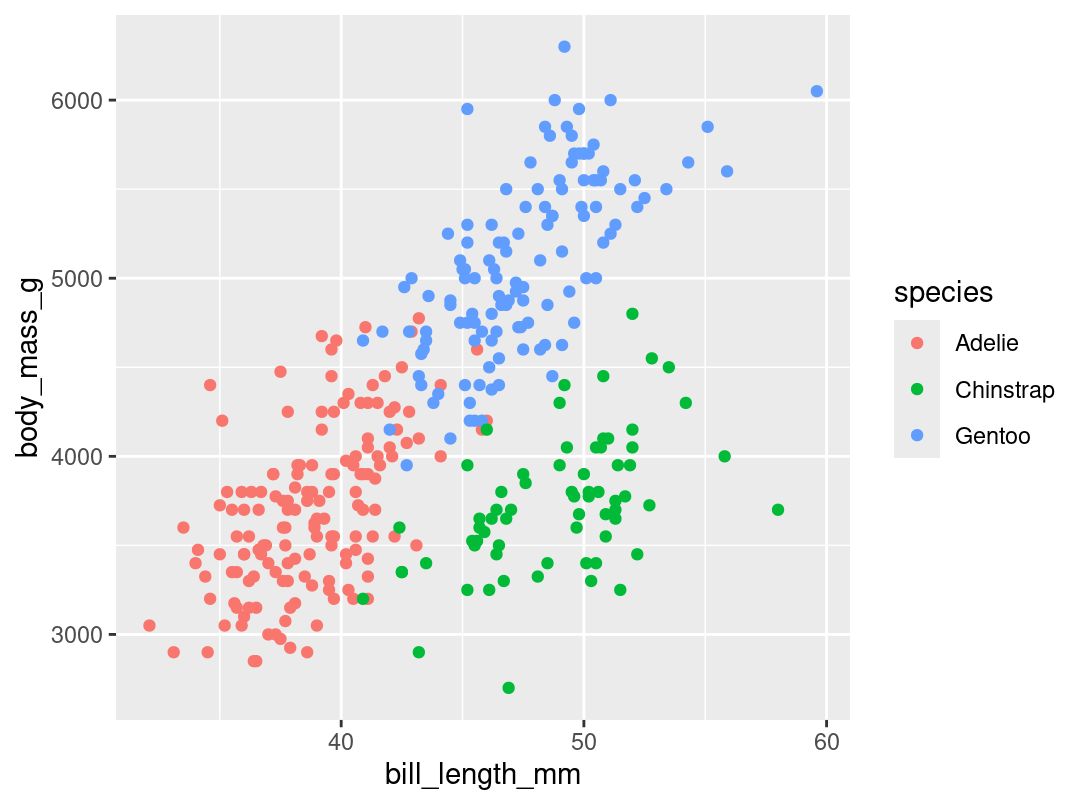 6000
5000
4000
3000
body_mass_g
40
50
60
bill_length_mm
species
Adelie
Chinstrap
Gentoo